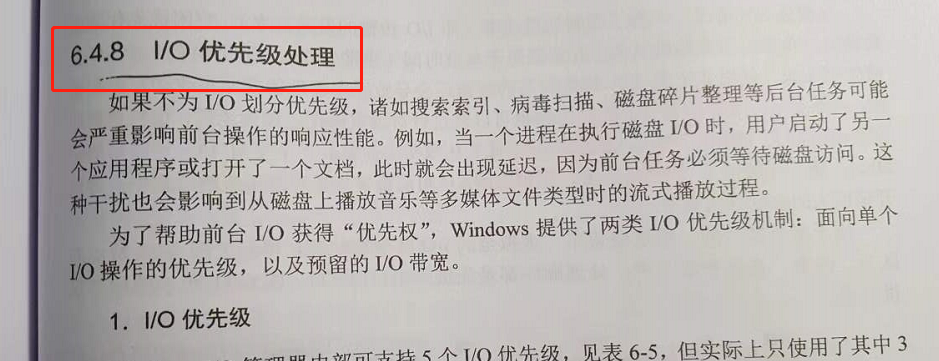 6.4.8 I/O 优先级处理
如果不为 I/O 划分优先级，诸如搜索索引、病毒扫描、磁盘碎片整理等后台任务可能
会严重影响前台操作的响应性能。例如，当一个进程在执行磁盘 I/O 时，用户启动了另一
个应用程序或打开了一个文档，此时就会出现延迟，因为前台任务必须等待磁盘访问。这
种干扰也会影响到从磁盘上播放音乐等多媒体文件类型时的流式播放过程。
为了帮助前台 I/O 获得“优先权”，Windows 提供了两类 I/O 优先级机制：面向单个
I/O 操作的优先级，以及预留的 I/O 带宽。
1. I/O 优先级
管理器内部可支持 5 个 I/O 优先级，见表 6-5，但实际上只使用了其中 3